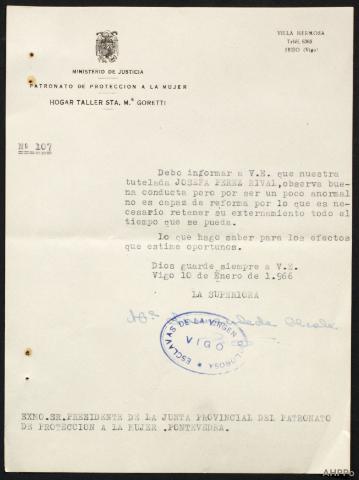 VILLA HERMOSA
Teléf. 6368
FREIJO (Vigo)
MINISTERIO DE JUSTICIA
PATRONATO DE PROTECCION A LA MUJER
HOGAR TALLER STA. M.ª GORETTI
Nº 107
Debo informar a V.E. que nuestra
tutelada JOSEFA PEREZ RIVAL,observa bue-
na conducta pero por ser un poco anormal
no es capaz de reforma por lo que es ne-
cesario retener su externamiento todo el
tiempo que se pueda.
Lo que hago saber para los efectos
que estime oportunos.
Dios guarde siempre a V.E.
Vigo 10 de Enero de 1.966
LA SUPERIORA
ESCLAVAS DE LA VIRGEN DOLOROSA
VIGO
EXMO.SR.PRESIDENTE DE LA JUNTA PROVINCIAL DEL PATRONATO
DE PROTECCION A LA MUJER .PONTEVEDRA.
AHPPo